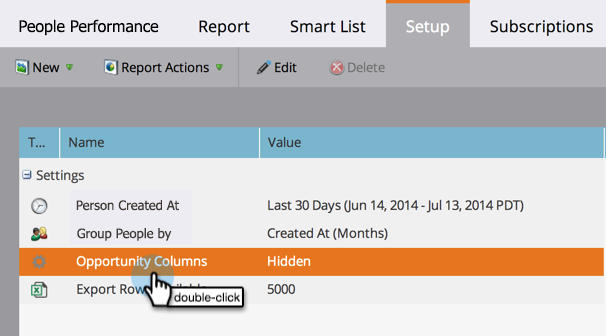 People Performance Report Smart List Setup Subscriptions
New Report Actions Edit Delete
T... Name Value
Settings
Person Created At Last 30 Days (Jun 14, 2014 - Jul 13, 2014 PDT)
Group People by Created At (Months)
Opportunity Columns Hidden
Export 5000
double-click